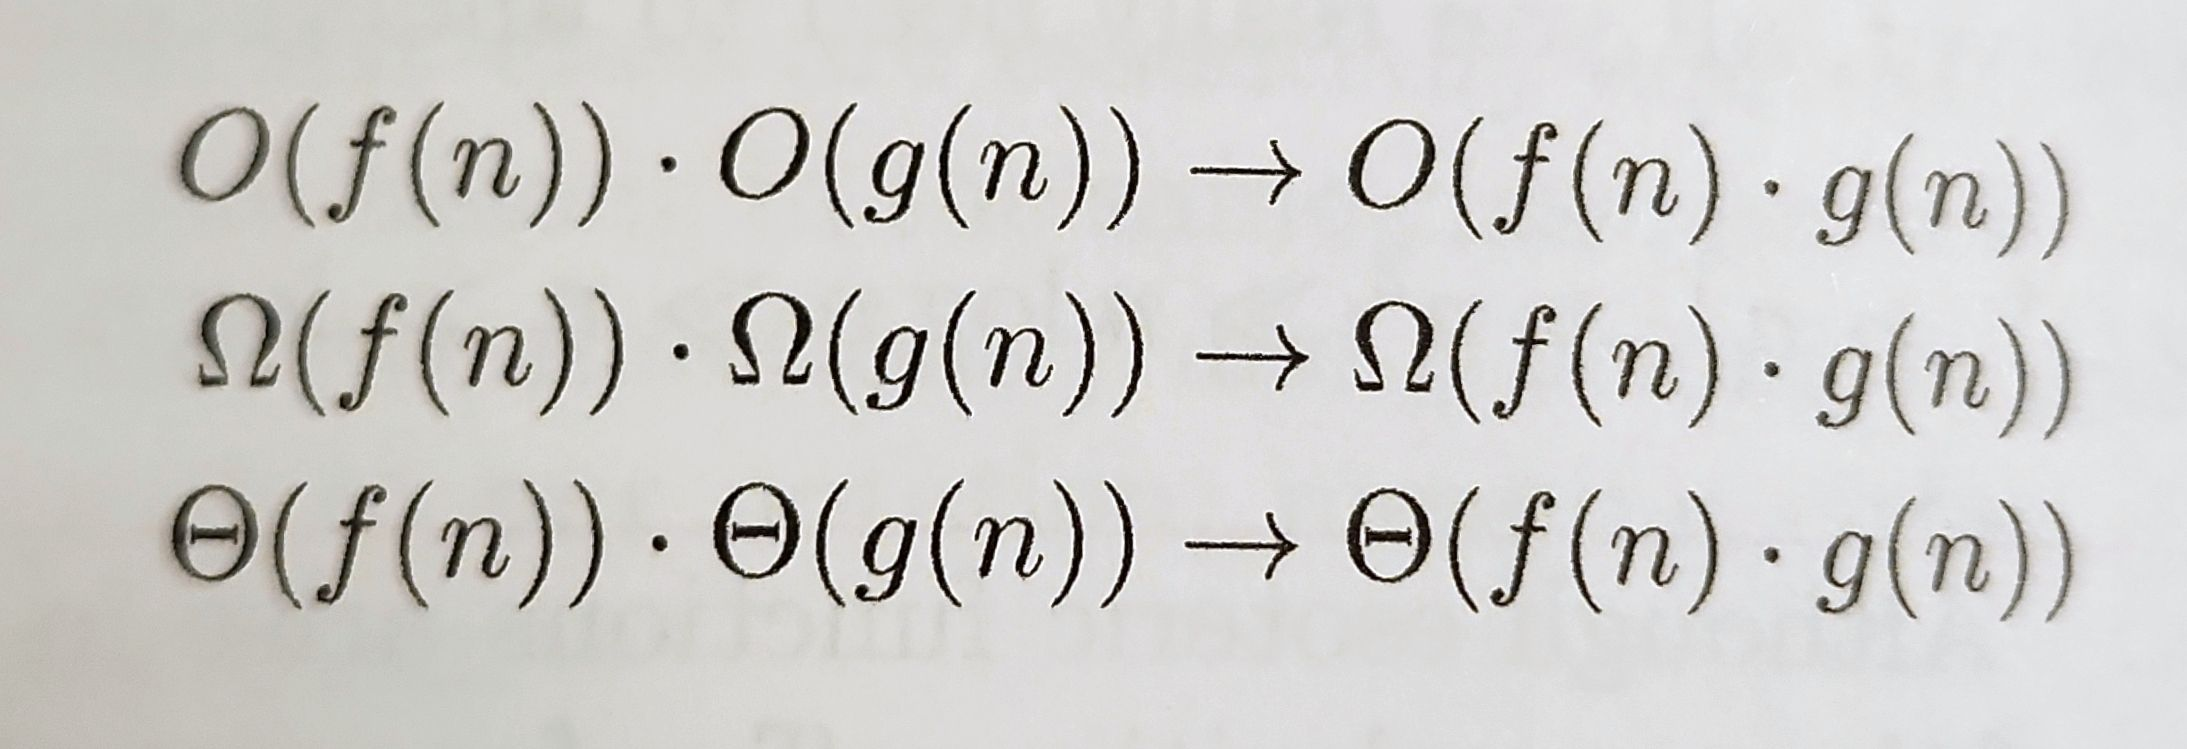 O(f(n)) · O(g(n)) → O(f(n) · g(n))
Ω(f(n)) · Ω(g(n)) → Ω(f(n) · g(n))
Θ(f(n)) · Θ(g(n)) → Θ(f(n) · g(n))